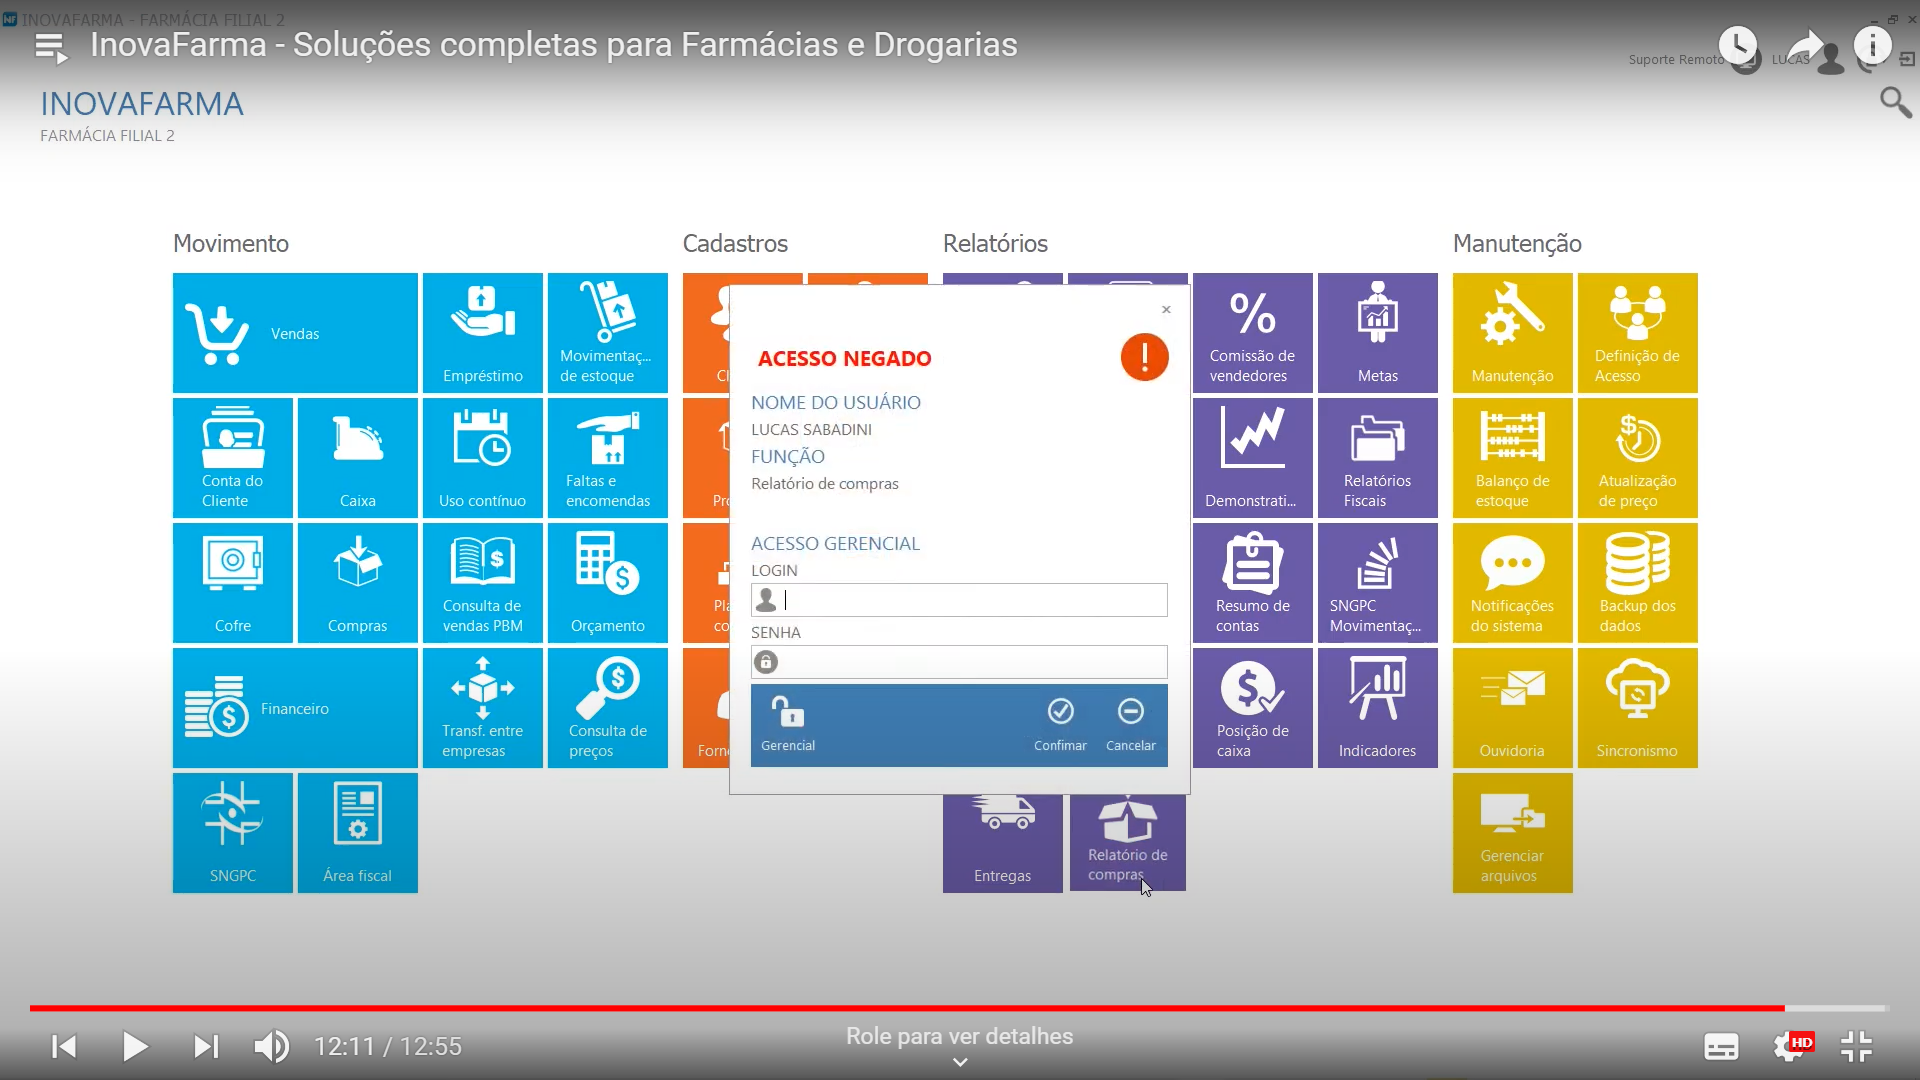 INOVAFARMA - FARMÁCIA FILIAL 2
InovaFarma - Soluções completas para Farmácias e Drogarias
Suporte Remoto
LUCAS
INOVAFARMA
FARMÁCIA FILIAL 2
Movimento
Cadastros
Relatórios
Manutenção
Vendas
Empréstimo
Movimentaç...
de estoque
Comissão de
vendedores
Metas
Manutenção
Definição de
Acesso
Conta do
Cliente
Caixa
Uso contínuo
Faltas e
encomendas
Demonstrati...
Relatórios
Fiscais
Balanço de
estoque
Atualização
de preço
Cofre
Compras
Consulta de
vendas PBM
Orçamento
Resumo de
contas
SNGPC
Movimentaç...
Notificações
do sistema
Backup dos
dados
Financeiro
Transf. entre
empresas
Consulta de
preços
Posição de
caixa
Indicadores
Ouvidoria
Sincronismo
SNGPC
Área fiscal
Entregas
Relatório de
compras
Gerenciar
arquivos
ACESSO NEGADO
NOME DO USUÁRIO
LUCAS SABADINI
FUNÇÃO
Relatório de compras
ACESSO GERENCIAL
LOGIN
SENHA
Gerencial
Confimar
Cancelar
12:11 / 12:55
Role para ver detalhes
HD